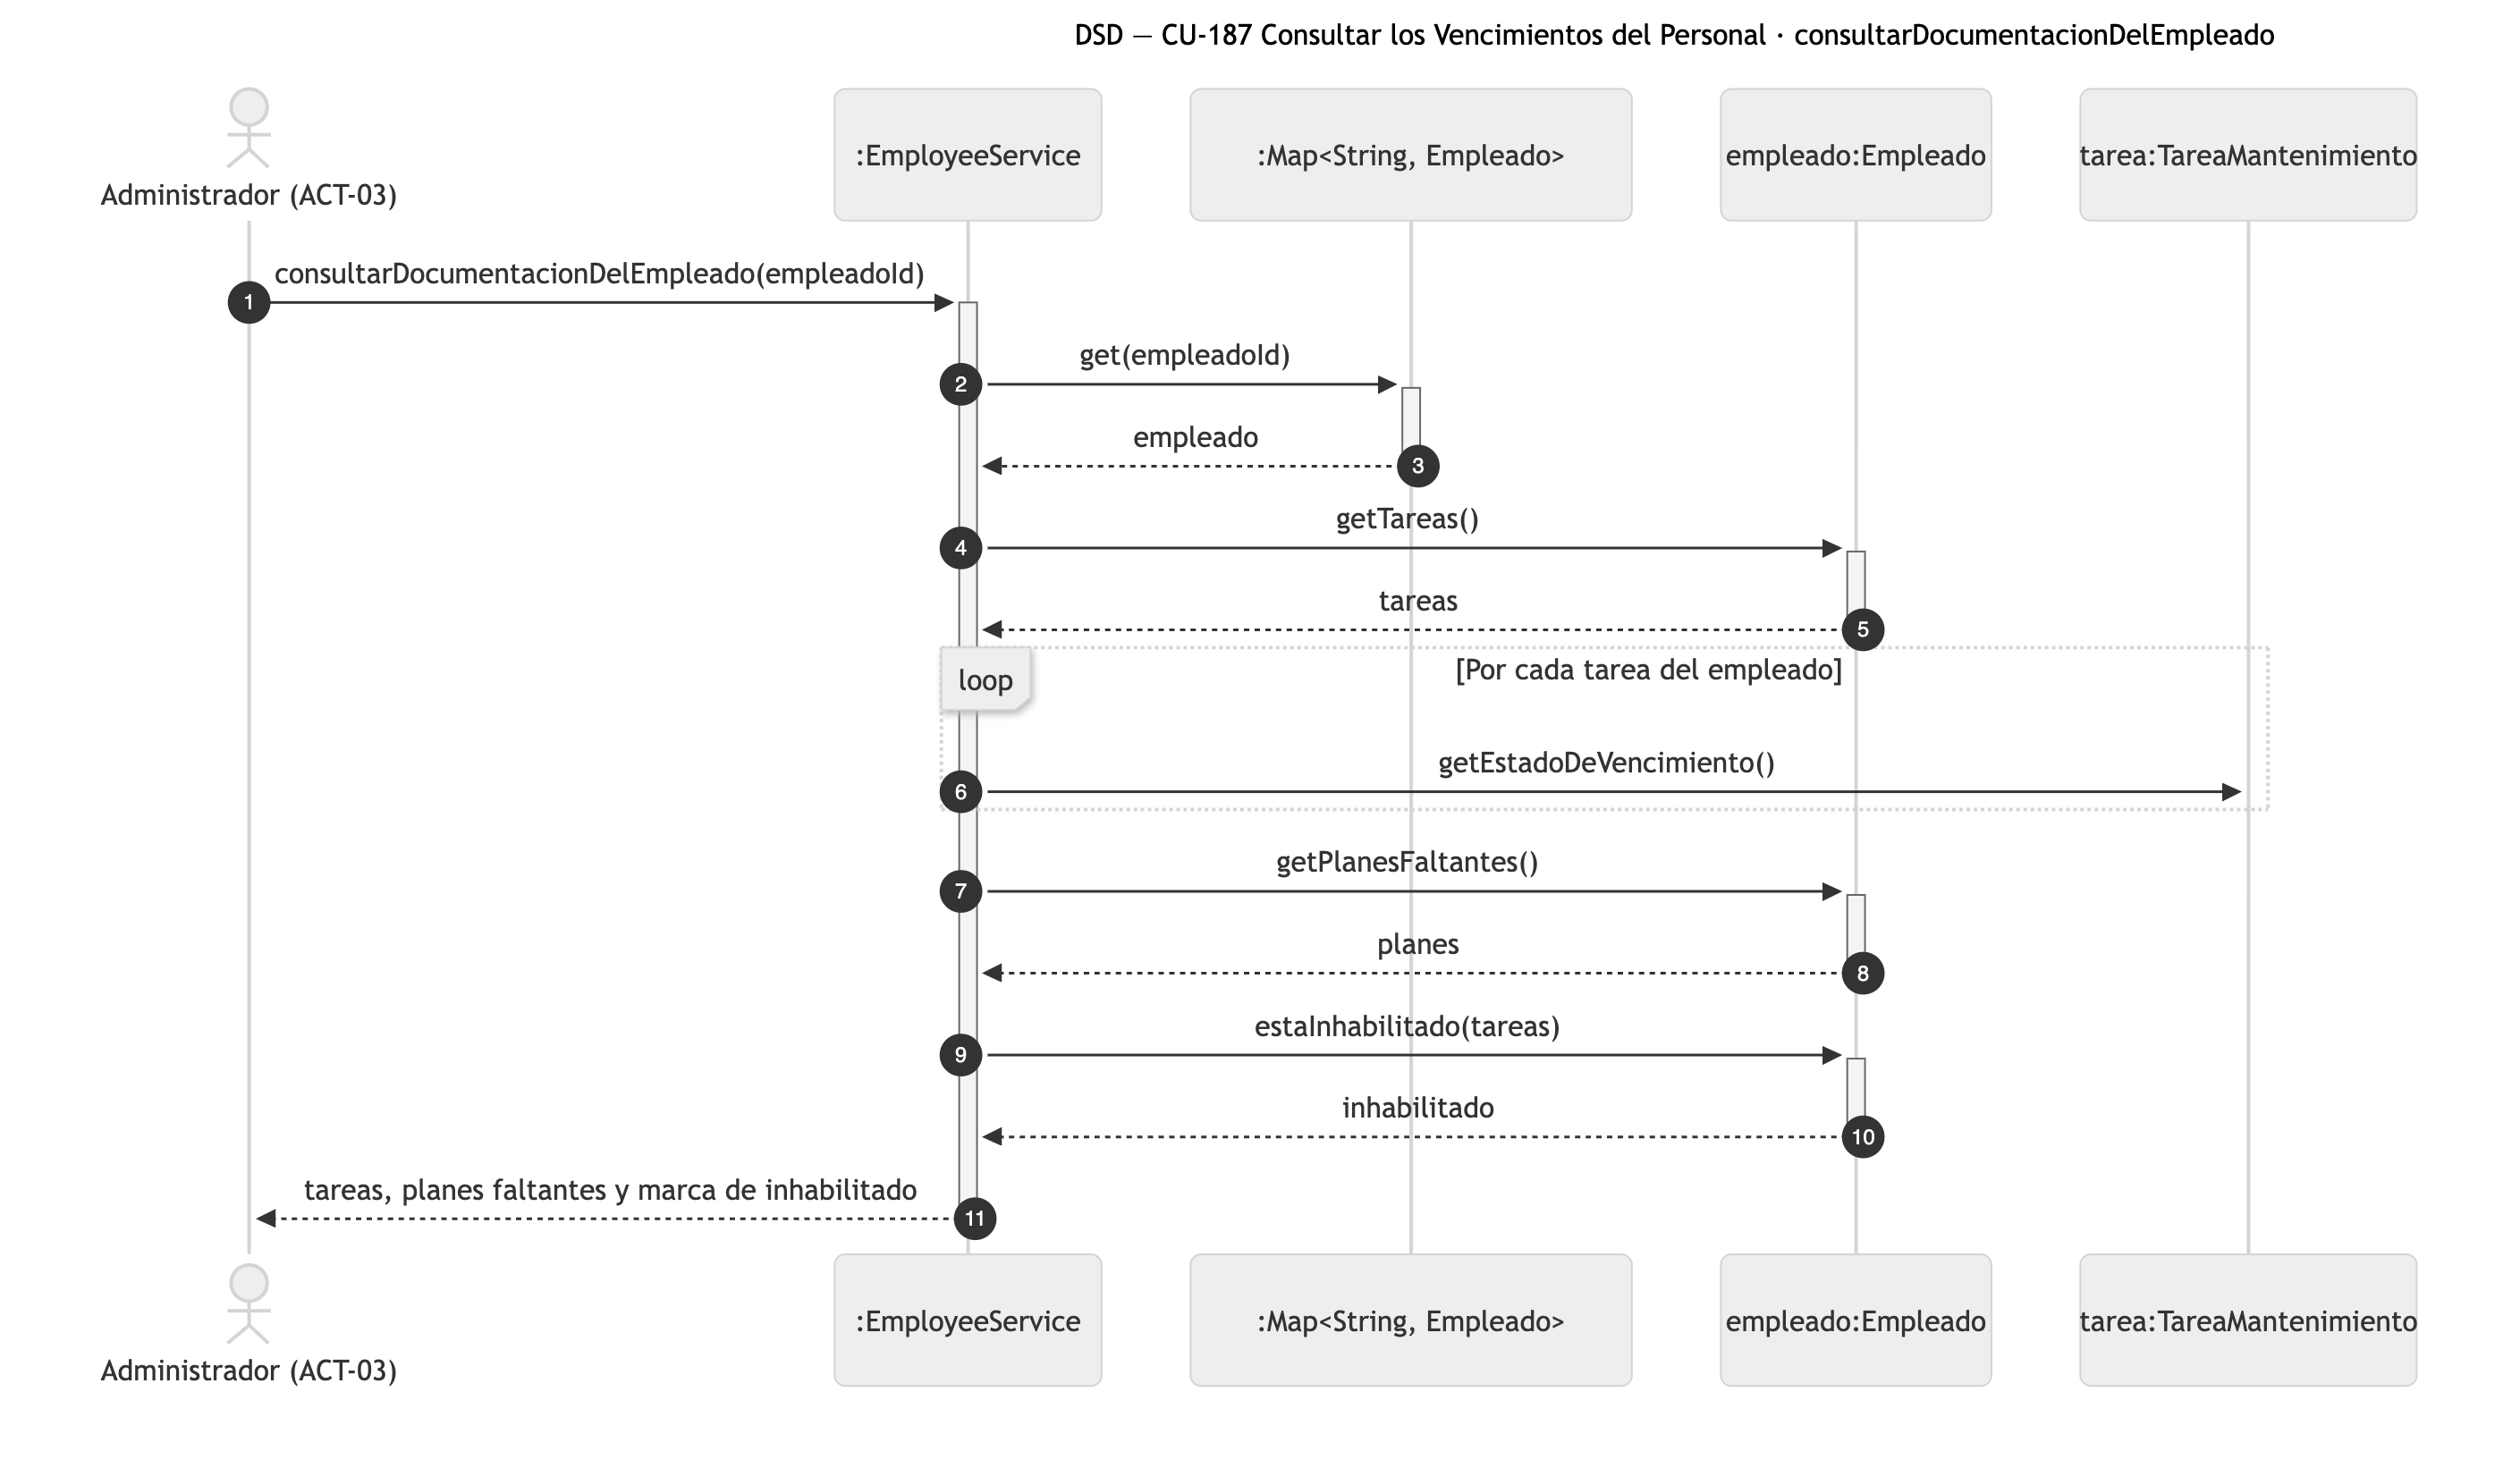 DSD — CU-187 Consultar los Vencimientos del Personal · consultarDocumentacionDelEmpleado
Administrador (ACT-03)
:EmployeeService
:Map<String, Empleado>
empleado:Empleado
tarea:TareaMantenimiento
consultarDocumentacionDelEmpleado(empleadoId)
1
get(empleadoId)
2
empleado
3
getTareas()
4
tareas
5
loop
[Por cada tarea del empleado]
getEstadoDeVencimiento()
6
getPlanesFaltantes()
7
planes
8
estaInhabilitado(tareas)
9
inhabilitado
10
tareas, planes faltantes y marca de inhabilitado
11
Administrador (ACT-03)
:EmployeeService
:Map<String, Empleado>
empleado:Empleado
tarea:TareaMantenimiento